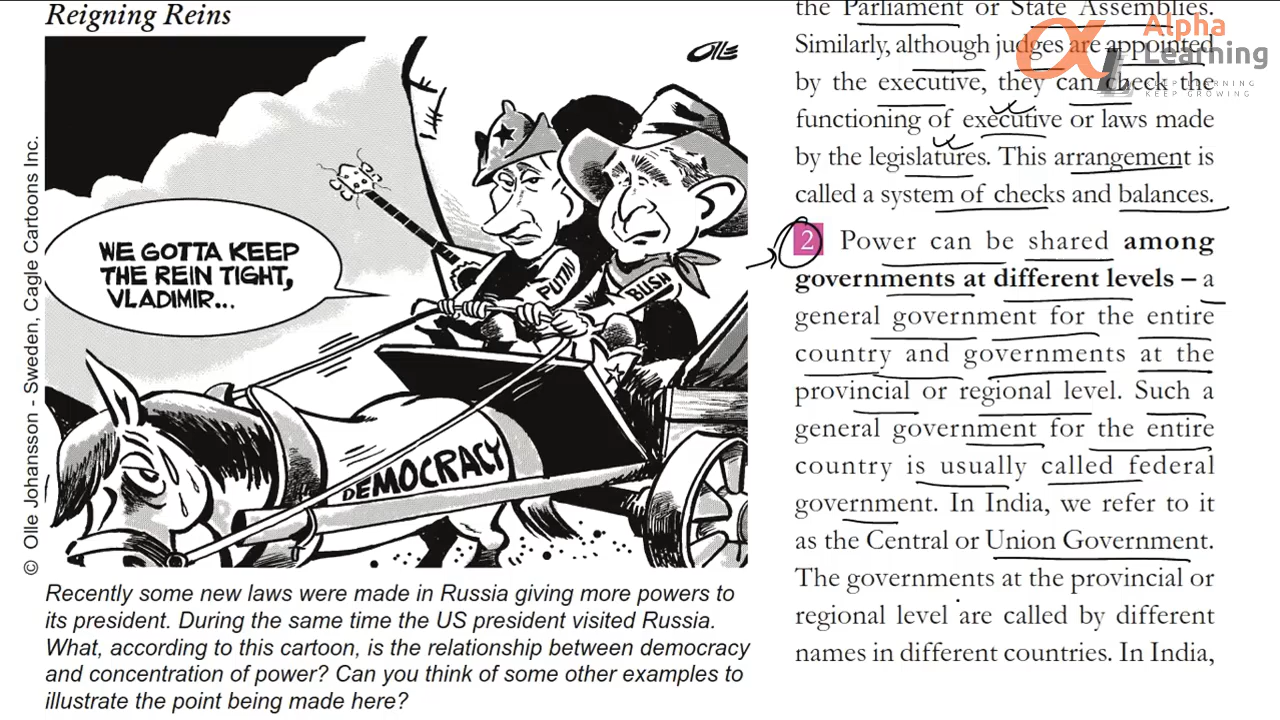 Reigning Reins
© Olle Johansson - Sweden, Cagle Cartoons Inc.
OLLE
WE GOTTA KEEP
THE REIN TIGHT,
VLADIMIR...
PUTIN
BUSH
DEMOCRACY
Recently some new laws were made in Russia giving more powers to
its president. During the same time the US president visited Russia.
What, according to this cartoon, is the relationship between democracy
and concentration of power? Can you think of some other examples to
illustrate the point being made here?
the Parliament or State Assemblies.
Similarly, although judges are appointed
by the executive, they can check the
functioning of executive or laws made
by the legislatures. This arrangement is
called a system of checks and balances.
2 Power can be shared among
governments at different levels – a
general government for the entire
country and governments at the
provincial or regional level. Such a
general government for the entire
country is usually called federal
government. In India, we refer to it
as the Central or Union Government.
The governments at the provincial or
regional level are called by different
names in different countries. In India,
Alpha
Learning
KEEP GROWING